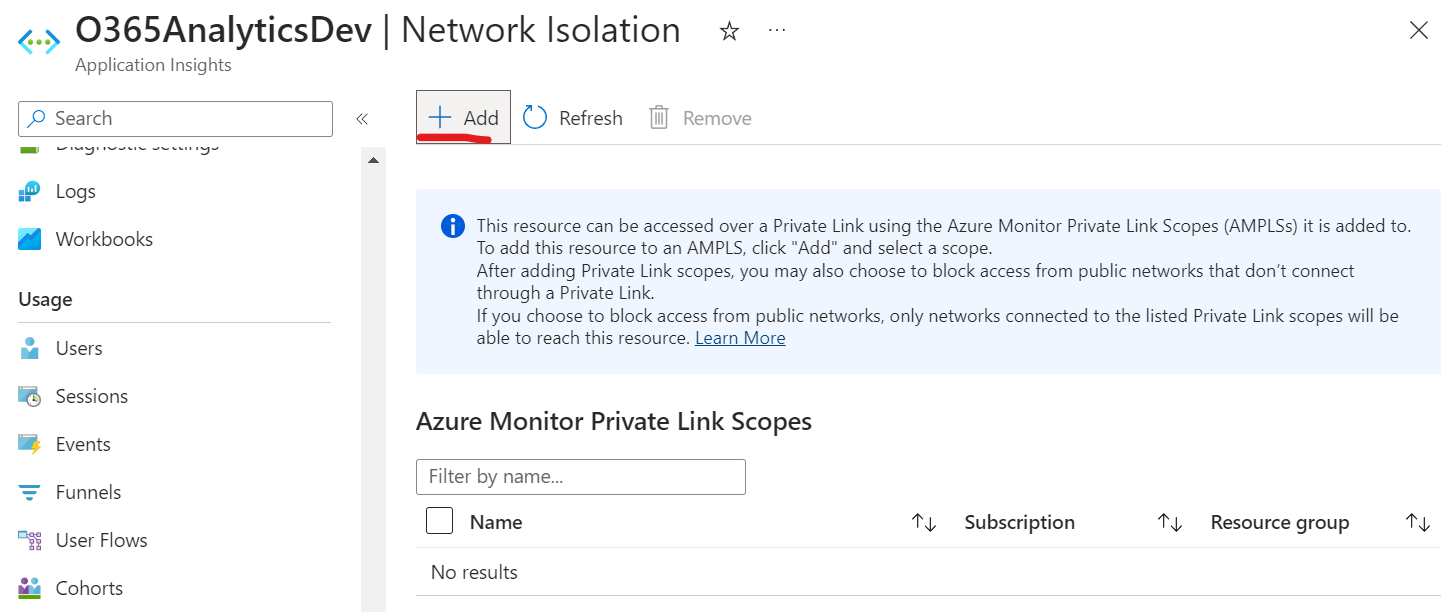 O365AnalyticsDev | Network Isolation
Application Insights
Search
Diagnostic settings
Logs
Workbooks
Usage
Users
Sessions
Events
Funnels
User Flows
Cohorts
Add
Refresh
Remove
This resource can be accessed over a Private Link using the Azure Monitor Private Link Scopes (AMPLSs) it is added to.
To add this resource to an AMPLS, click "Add" and select a scope.
After adding Private Link scopes, you may also choose to block access from public networks that don’t connect
through a Private Link.
If you choose to block access from public networks, only networks connected to the listed Private Link scopes will be
able to reach this resource. Learn More
Azure Monitor Private Link Scopes
Filter by name...
Name Subscription Resource group
No results